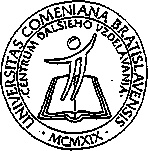 UNIVERSITAS COMENIANA BRATISLAVENSIS
CENTRUM ĎALŠIEHO VZDELÁVANIA
· MCMXIX ·